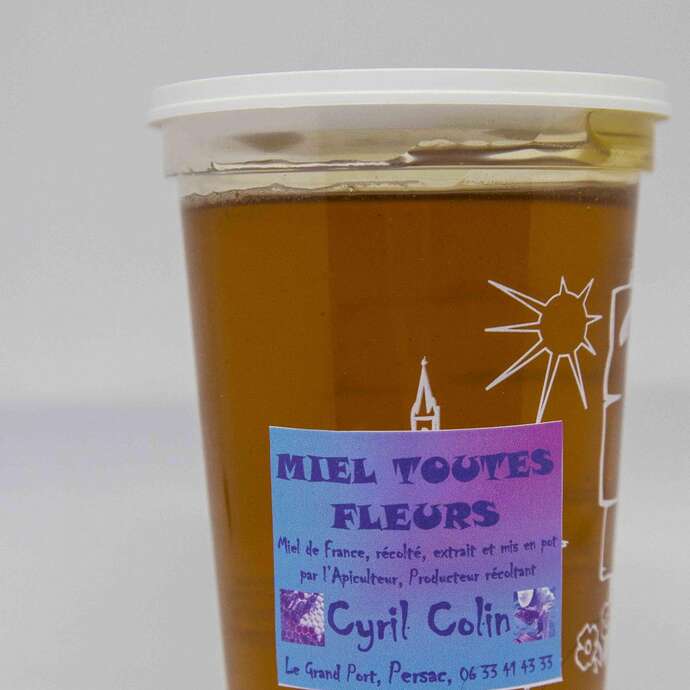 MIEL TOUTES
FLEURS
Miel de France, récolté, extrait et mis en pot
par l'Apiculteur, Producteur récoltant
Cyril Colin
Le Grand Port, Persac, 06 33 41 43 33